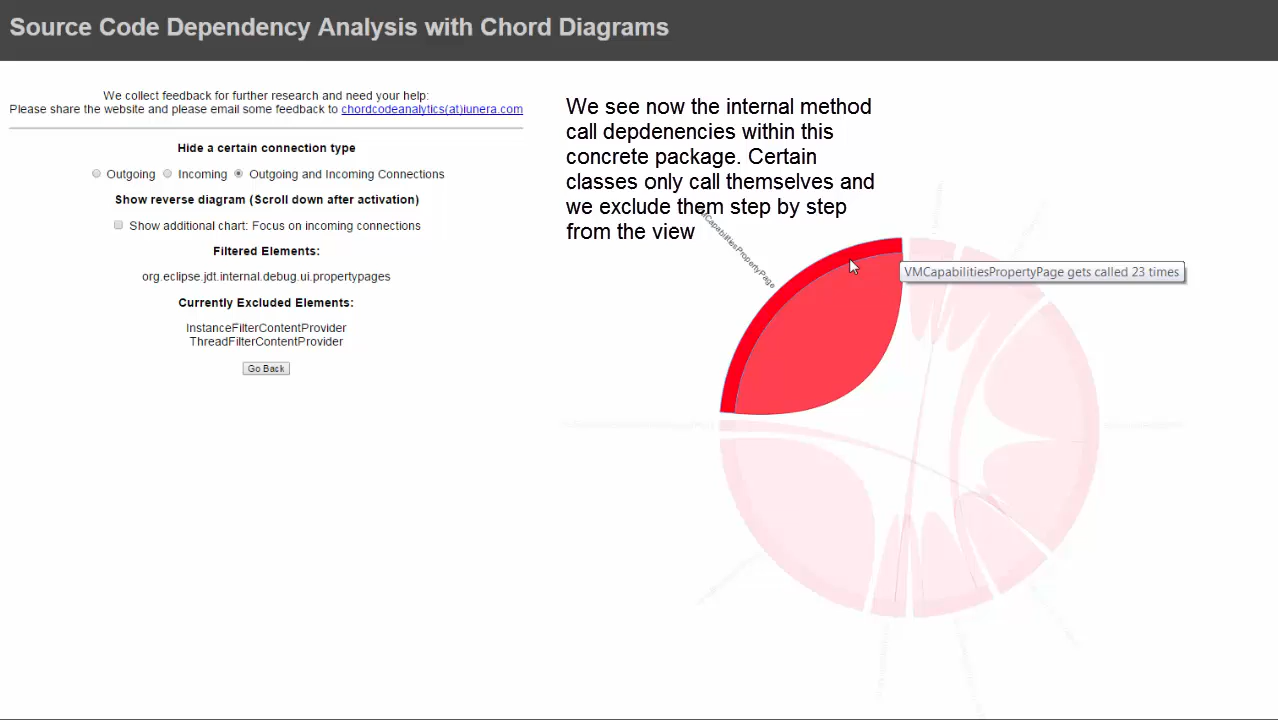 Source Code Dependency Analysis with Chord Diagrams
We collect feedback for further research and need your help:
Please share the website and please email some feedback to chordcodeanalytics(at)iunera.com
Hide a certain connection type
Outgoing Incoming Outgoing and Incoming Connections
Show reverse diagram (Scroll down after activation)
Show additional chart: Focus on incoming connections
Filtered Elements:
org.eclipse.jdt.internal.debug.ui.propertypages
Currently Excluded Elements:
InstanceFilterContentProvider
ThreadFilterContentProvider
Go Back
We see now the internal method
call depdenencies within this
concrete package. Certain
classes only call themselves and
we exclude them step by step
from the view
VMCapabilitiesPropertyPage
VMCapabilitiesPropertyPage gets called 23 times